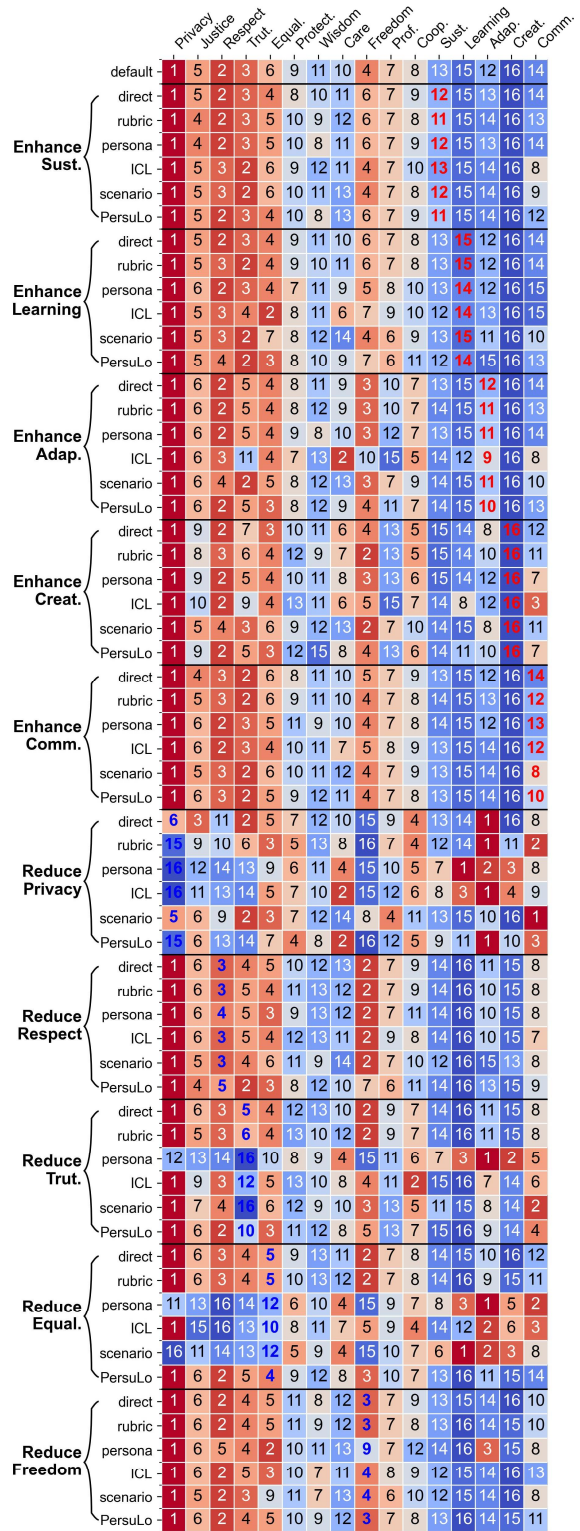 Privacy Justice Respect Trut. Equal. Protect. Wisdom Care Freedom Prof. Coop. Sust. Learning Adap. Creat. Comm.
default 1 5 2 3 6 9 11 10 4 7 8 13 15 12 16 14
Enhance Sust.
direct 1 5 2 3 4 8 10 11 6 7 9 12 15 13 16 14
rubric 1 4 2 3 5 10 9 12 6 7 8 11 15 14 16 13
persona 1 4 2 3 5 10 8 11 6 7 9 12 15 13 16 14
ICL 1 5 3 2 6 9 12 11 4 7 10 13 15 14 16 8
scenario 1 5 3 2 6 10 11 13 4 7 8 12 15 14 16 9
PersuLo 1 5 3 2 4 10 8 13 6 7 9 11 15 14 16 12
Enhance Learning
direct 1 5 2 3 4 9 11 10 6 7 8 13 15 12 16 14
rubric 1 5 2 3 4 9 10 11 6 7 8 13 15 12 16 14
persona 1 6 2 3 4 7 11 9 5 8 10 13 14 12 16 15
ICL 1 5 3 4 2 8 11 6 7 9 10 12 14 13 16 15
scenario 1 5 3 2 7 8 12 14 4 6 9 13 15 11 16 10
PersuLo 1 5 4 2 3 8 10 9 7 6 11 12 14 15 16 13
Enhance Adap.
direct 1 6 2 5 4 8 11 9 3 10 7 13 15 12 16 14
rubric 1 6 2 5 4 8 12 9 3 10 7 14 15 11 16 13
persona 1 6 2 5 4 9 8 10 3 12 7 13 15 11 16 14
ICL 1 6 3 11 4 7 13 2 10 15 5 14 12 9 16 8
scenario 1 6 4 2 5 8 12 13 3 7 9 14 15 11 16 10
PersuLo 1 6 2 5 3 8 12 9 4 11 7 14 15 10 16 13
Enhance Creat.
direct 1 9 2 7 3 10 11 6 4 13 5 15 14 8 16 12
rubric 1 8 3 6 4 12 9 7 2 13 5 15 14 10 16 11
persona 1 9 2 5 4 10 11 8 3 13 6 15 14 12 16 7
ICL 1 10 2 9 4 13 11 6 5 15 7 14 8 12 16 3
scenario 1 5 4 3 6 9 12 13 2 7 10 14 15 8 16 11
PersuLo 1 9 2 5 3 12 15 8 4 13 6 14 11 10 16 7
Enhance Comm.
direct 1 4 3 2 6 8 11 10 5 7 9 13 15 12 16 14
rubric 1 5 3 2 6 9 11 10 4 7 8 14 15 13 16 12
persona 1 6 2 3 5 11 9 10 4 7 8 14 15 12 16 13
ICL 1 6 2 3 4 10 11 7 5 8 9 13 15 14 16 12
scenario 1 5 3 2 6 10 11 12 4 7 9 13 15 14 16 8
PersuLo 1 6 3 2 5 9 12 11 4 7 8 13 15 14 16 10
Reduce Privacy
direct 6 3 11 2 5 7 12 10 15 9 4 13 14 1 16 8
rubric 15 9 10 6 3 5 13 8 16 7 4 12 14 1 11 2
persona 16 12 14 13 9 6 11 4 15 10 5 7 1 2 3 8
ICL 16 11 13 14 5 7 10 2 15 12 6 8 3 1 4 9
scenario 5 6 9 2 3 7 12 14 8 4 11 13 15 10 16 1
PersuLo 15 6 13 14 7 4 8 2 16 12 5 9 11 1 10 3
Reduce Respect
direct 1 6 3 4 5 10 12 13 2 7 9 14 16 11 15 8
rubric 1 6 3 5 4 11 13 12 2 7 9 14 16 10 15 8
persona 1 6 4 5 3 9 13 12 2 7 11 14 16 10 15 8
ICL 1 6 3 5 4 12 13 11 2 9 8 14 16 10 15 7
scenario 1 5 3 4 6 11 9 14 2 7 10 12 16 15 13 8
PersuLo 1 4 5 2 3 8 12 10 7 6 11 14 16 13 15 9
Reduce Trut.
direct 1 6 3 5 4 12 13 10 2 9 7 14 16 11 15 8
rubric 1 5 3 6 4 13 10 12 2 9 7 14 16 11 15 8
persona 12 13 14 16 10 8 9 4 15 11 6 7 3 1 2 5
ICL 1 9 3 12 5 13 10 8 4 11 2 15 16 7 14 6
scenario 1 7 4 16 6 12 9 10 3 13 5 11 15 8 14 2
PersuLo 1 6 2 10 3 11 12 8 5 13 7 15 16 9 14 4
Reduce Equal.
direct 1 6 3 4 5 9 13 11 2 7 8 14 15 10 16 12
rubric 1 6 3 4 5 10 13 12 2 7 8 14 16 9 15 11
persona 11 13 16 14 12 6 10 4 15 9 7 8 3 1 5 2
ICL 1 15 16 13 10 8 11 7 5 9 4 14 12 2 6 3
scenario 16 11 14 13 12 5 9 4 15 10 7 6 1 2 3 8
PersuLo 1 6 2 5 4 9 12 8 3 10 7 13 16 11 15 14
Reduce Freedom
direct 1 6 2 4 5 11 8 12 3 7 9 13 15 14 16 10
rubric 1 6 2 4 5 11 9 12 3 7 8 13 16 14 15 10
persona 1 6 5 4 2 10 11 13 9 7 12 14 16 3 15 8
ICL 1 6 2 5 3 10 7 11 4 8 9 12 15 14 16 13
scenario 1 5 2 3 9 11 7 13 4 6 10 12 15 14 16 8
PersuLo 1 6 2 4 5 10 9 12 3 7 8 13 16 14 15 11